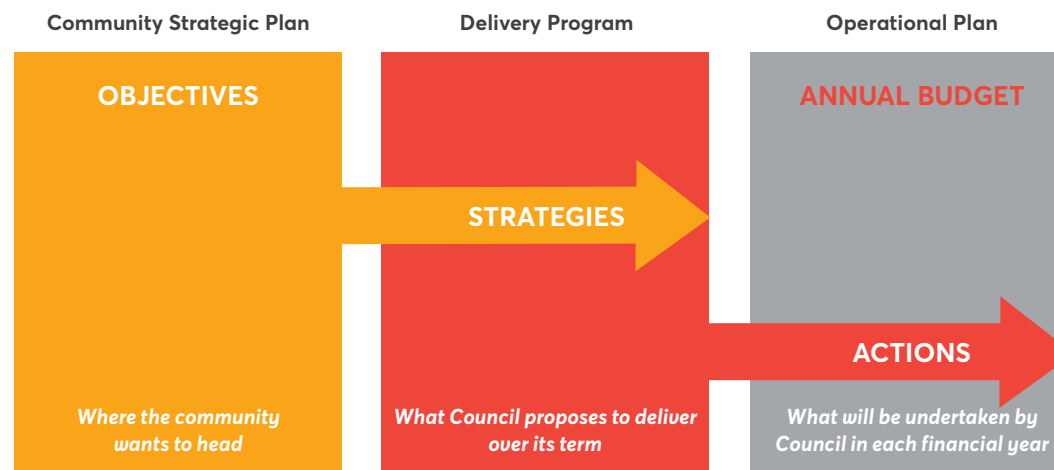 Community Strategic Plan
Delivery Program
Operational Plan
OBJECTIVES
ANNUAL BUDGET
STRATEGIES
ACTIONS
Where the community
wants to head
What Council proposes to deliver
over its term
What will be undertaken by
Council in each financial year